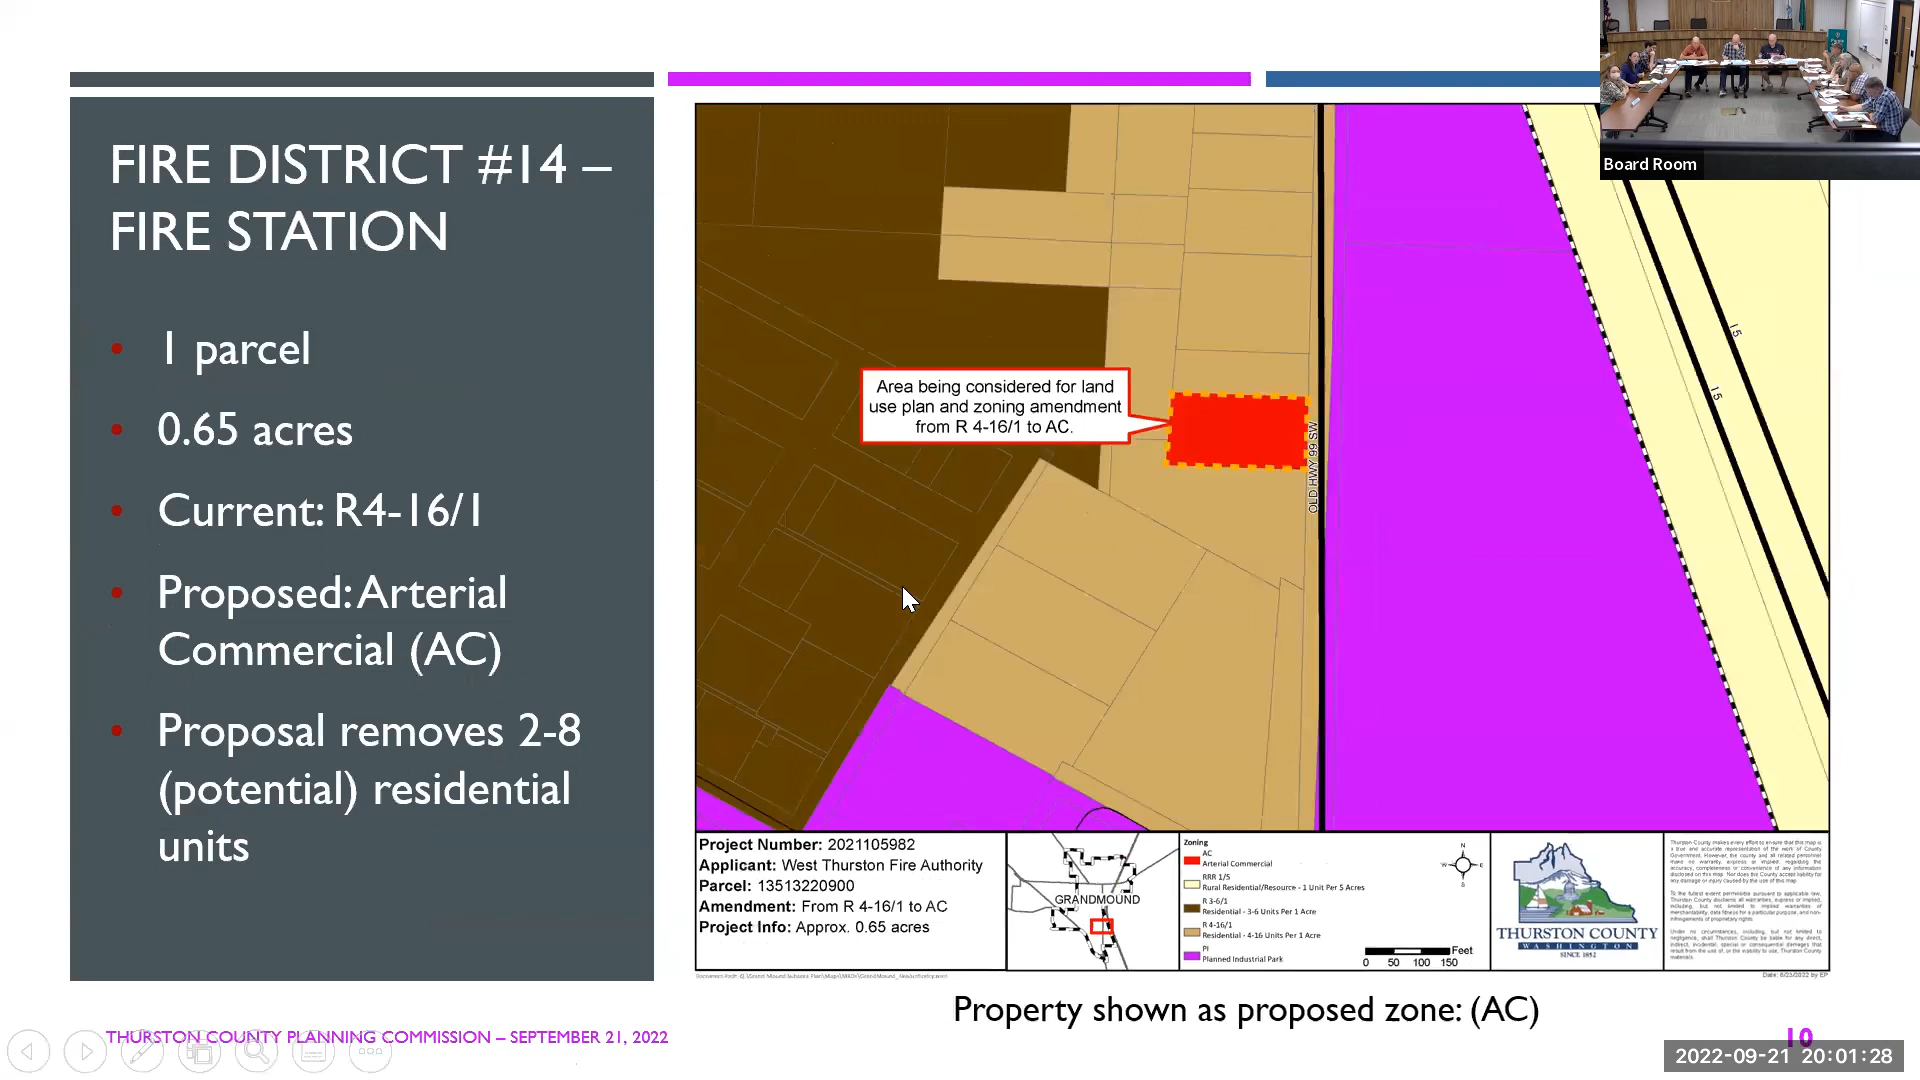 FIRE DISTRICT #14 –
FIRE STATION
• 1 parcel
• 0.65 acres
• Current: R4-16/1
• Proposed: Arterial
Commercial (AC)
• Proposal removes 2-8
(potential) residential
units
Board Room
Area being considered for land
use plan and zoning amendment
from R 4-16/1 to AC.
OLD HWY 99 SW
I 5
I 5
Project Number: 2021105982
Applicant: West Thurston Fire Authority
Parcel: 13513220900
Amendment: From R 4-16/1 to AC
Project Info: Approx. 0.65 acres
GRANDMOUND
Zoning
AC
Arterial Commercial
RRR 1/5
Rural Residential/Resource - 1 Unit Per 5 Acres
R 3-6/1
Residential - 3-6 Units Per 1 Acre
R 4-16/1
Residential - 4-16 Units Per 1 Acre
PI
Planned Industrial Park
N
W
E
S
Feet
0 50 100 150
THURSTON COUNTY
WASHINGTON
SINCE 1852
Date: 8/23/2022 by EP
Property shown as proposed zone: (AC)
THURSTON COUNTY PLANNING COMMISSION – SEPTEMBER 21, 2022
10
2022-09-21 20:01:28